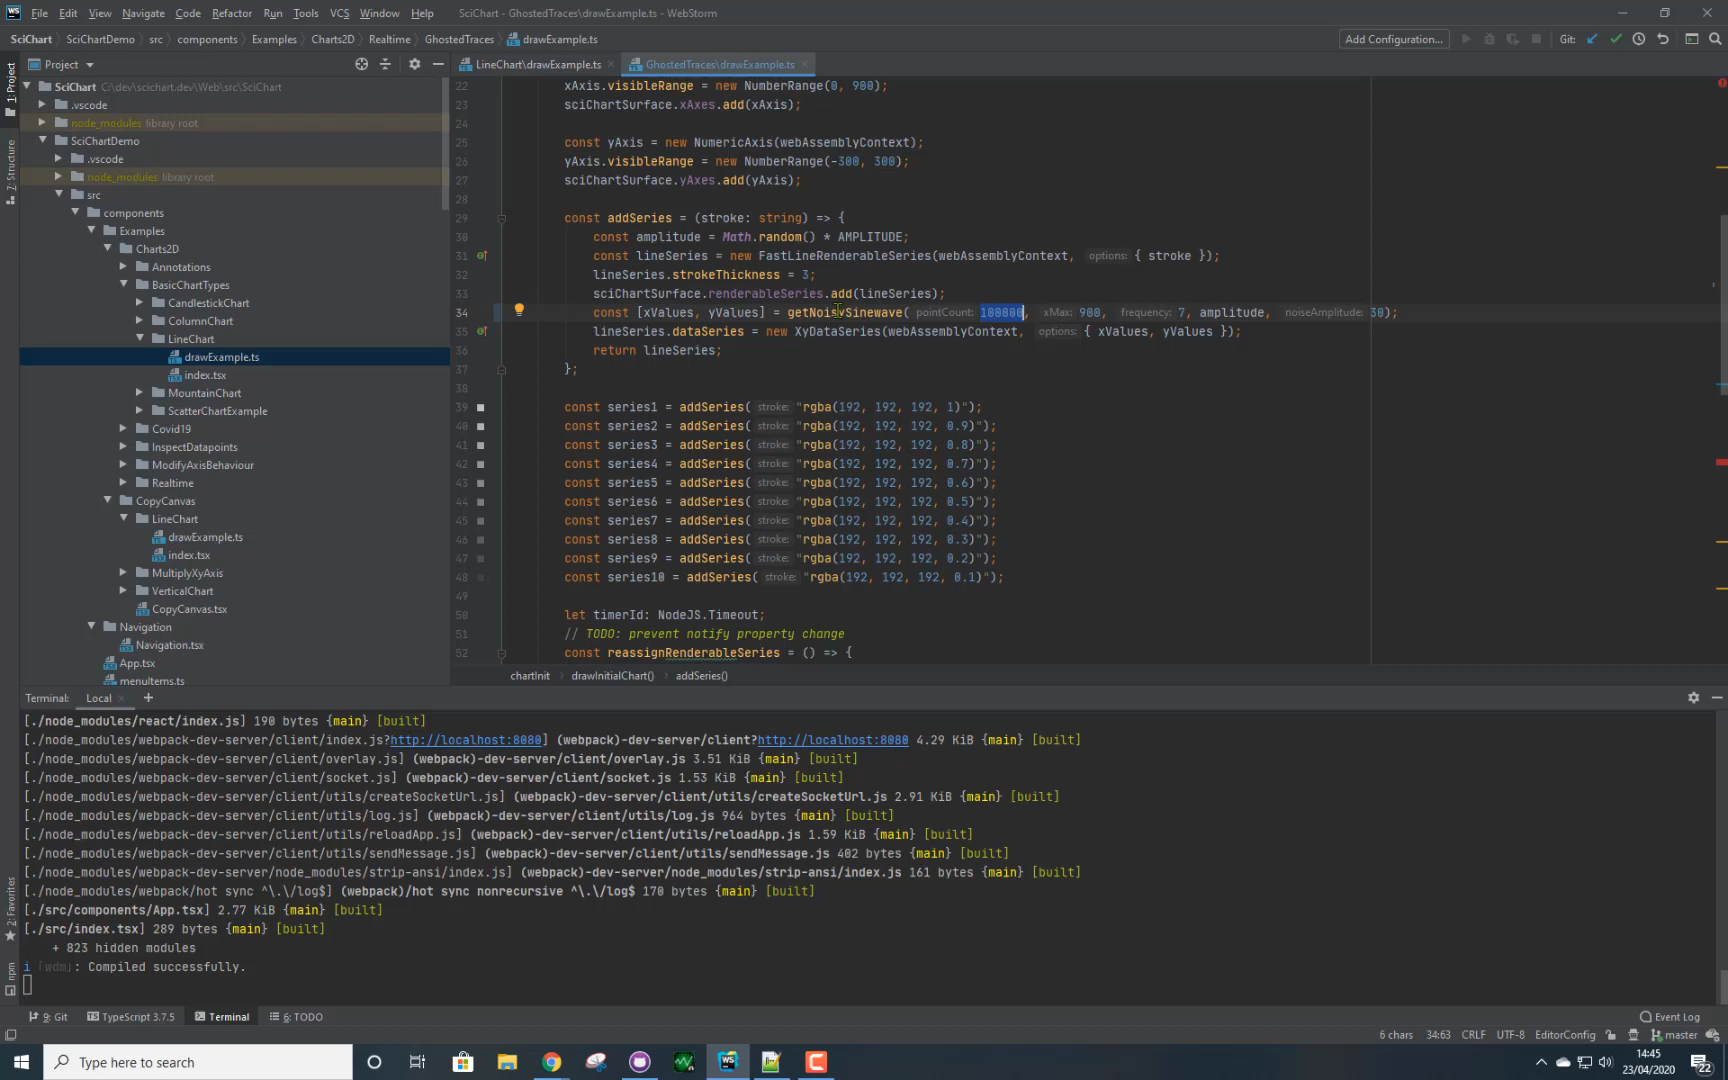 WS File Edit View Navigate Code Refactor Run Tools VCS Window Help SciChart - GhostedTraces\drawExample.ts - WebStorm
SciChart SciChartDemo src components Examples Charts2D Realtime GhostedTraces drawExample.ts Add Configuration... Git:
1: Project
Project
LineChart\drawExample.ts GhostedTraces\drawExample.ts
SciChart C:\dev\scichart.dev\Web\src\SciChart
.vscode
node_modules library root
SciChartDemo
.vscode
node_modules library root
src
components
Examples
Charts2D
Annotations
BasicChartTypes
CandlestickChart
ColumnChart
LineChart
drawExample.ts
index.tsx
MountainChart
ScatterChartExample
Covid19
InspectDatapoints
ModifyAxisBehaviour
Realtime
CopyCanvas
LineChart
drawExample.ts
index.tsx
MultiplyXyAxis
VerticalChart
CopyCanvas.tsx
Navigation
Navigation.tsx
App.tsx
menuItems.ts
Z: Structure
2: Favorites
npm
22 xAxis.visibleRange = new NumberRange(0, 900);
23 sciChartSurface.xAxes.add(xAxis);
24
25 const yAxis = new NumericAxis(webAssemblyContext);
26 yAxis.visibleRange = new NumberRange(-300, 300);
27 sciChartSurface.yAxes.add(yAxis);
28
29 const addSeries = (stroke: string) => {
30 const amplitude = Math.random() * AMPLITUDE;
31 const lineSeries = new FastLineRenderableSeries(webAssemblyContext, options: { stroke });
32 lineSeries.strokeThickness = 3;
33 sciChartSurface.renderableSeries.add(lineSeries);
34 const [xValues, yValues] = getNoisySinewave( pointCount: 100000, xMax: 900, frequency: 7, amplitude, noiseAmplitude: 30);
35 lineSeries.dataSeries = new XyDataSeries(webAssemblyContext, options: { xValues, yValues });
36 return lineSeries;
37 };
38
39 const series1 = addSeries( stroke: "rgba(192, 192, 192, 1)");
40 const series2 = addSeries( stroke: "rgba(192, 192, 192, 0.9)");
41 const series3 = addSeries( stroke: "rgba(192, 192, 192, 0.8)");
42 const series4 = addSeries( stroke: "rgba(192, 192, 192, 0.7)");
43 const series5 = addSeries( stroke: "rgba(192, 192, 192, 0.6)");
44 const series6 = addSeries( stroke: "rgba(192, 192, 192, 0.5)");
45 const series7 = addSeries( stroke: "rgba(192, 192, 192, 0.4)");
46 const series8 = addSeries( stroke: "rgba(192, 192, 192, 0.3)");
47 const series9 = addSeries( stroke: "rgba(192, 192, 192, 0.2)");
48 const series10 = addSeries( stroke: "rgba(192, 192, 192, 0.1)");
49
50 let timerId: NodeJS.Timeout;
51 // TODO: prevent notify property change
52 const reassignRenderableSeries = () => {
chartInit drawInitialChart() addSeries()
Terminal: Local +
[./node_modules/react/index.js] 190 bytes {main} [built]
[./node_modules/webpack-dev-server/client/index.js?http://localhost:8080] (webpack)-dev-server/client?http://localhost:8080 4.29 KiB {main} [built]
[./node_modules/webpack-dev-server/client/overlay.js] (webpack)-dev-server/client/overlay.js 3.51 KiB {main} [built]
[./node_modules/webpack-dev-server/client/socket.js] (webpack)-dev-server/client/socket.js 1.53 KiB {main} [built]
[./node_modules/webpack-dev-server/client/utils/createSocketUrl.js] (webpack)-dev-server/client/utils/createSocketUrl.js 2.91 KiB {main} [built]
[./node_modules/webpack-dev-server/client/utils/log.js] (webpack)-dev-server/client/utils/log.js 964 bytes {main} [built]
[./node_modules/webpack-dev-server/client/utils/reloadApp.js] (webpack)-dev-server/client/utils/reloadApp.js 1.59 KiB {main} [built]
[./node_modules/webpack-dev-server/client/utils/sendMessage.js] (webpack)-dev-server/client/utils/sendMessage.js 402 bytes {main} [built]
[./node_modules/webpack-dev-server/node_modules/strip-ansi/index.js] (webpack)-dev-server/node_modules/strip-ansi/index.js 161 bytes {main} [built]
[./node_modules/webpack/hot sync ^\.\/log$] (webpack)/hot sync nonrecursive ^\.\/log$ 170 bytes {main} [built]
[./src/components/App.tsx] 2.77 KiB {main} [built]
[./src/index.tsx] 289 bytes {main} [built]
+ 823 hidden modules
i [wdm]: Compiled successfully.
9: Git TypeScript 3.7.5 Terminal 6: TODO Event Log
6 chars 34:63 CRLF UTF-8 EditorConfig master
Type here to search
WS
14:45
23/04/2020
22